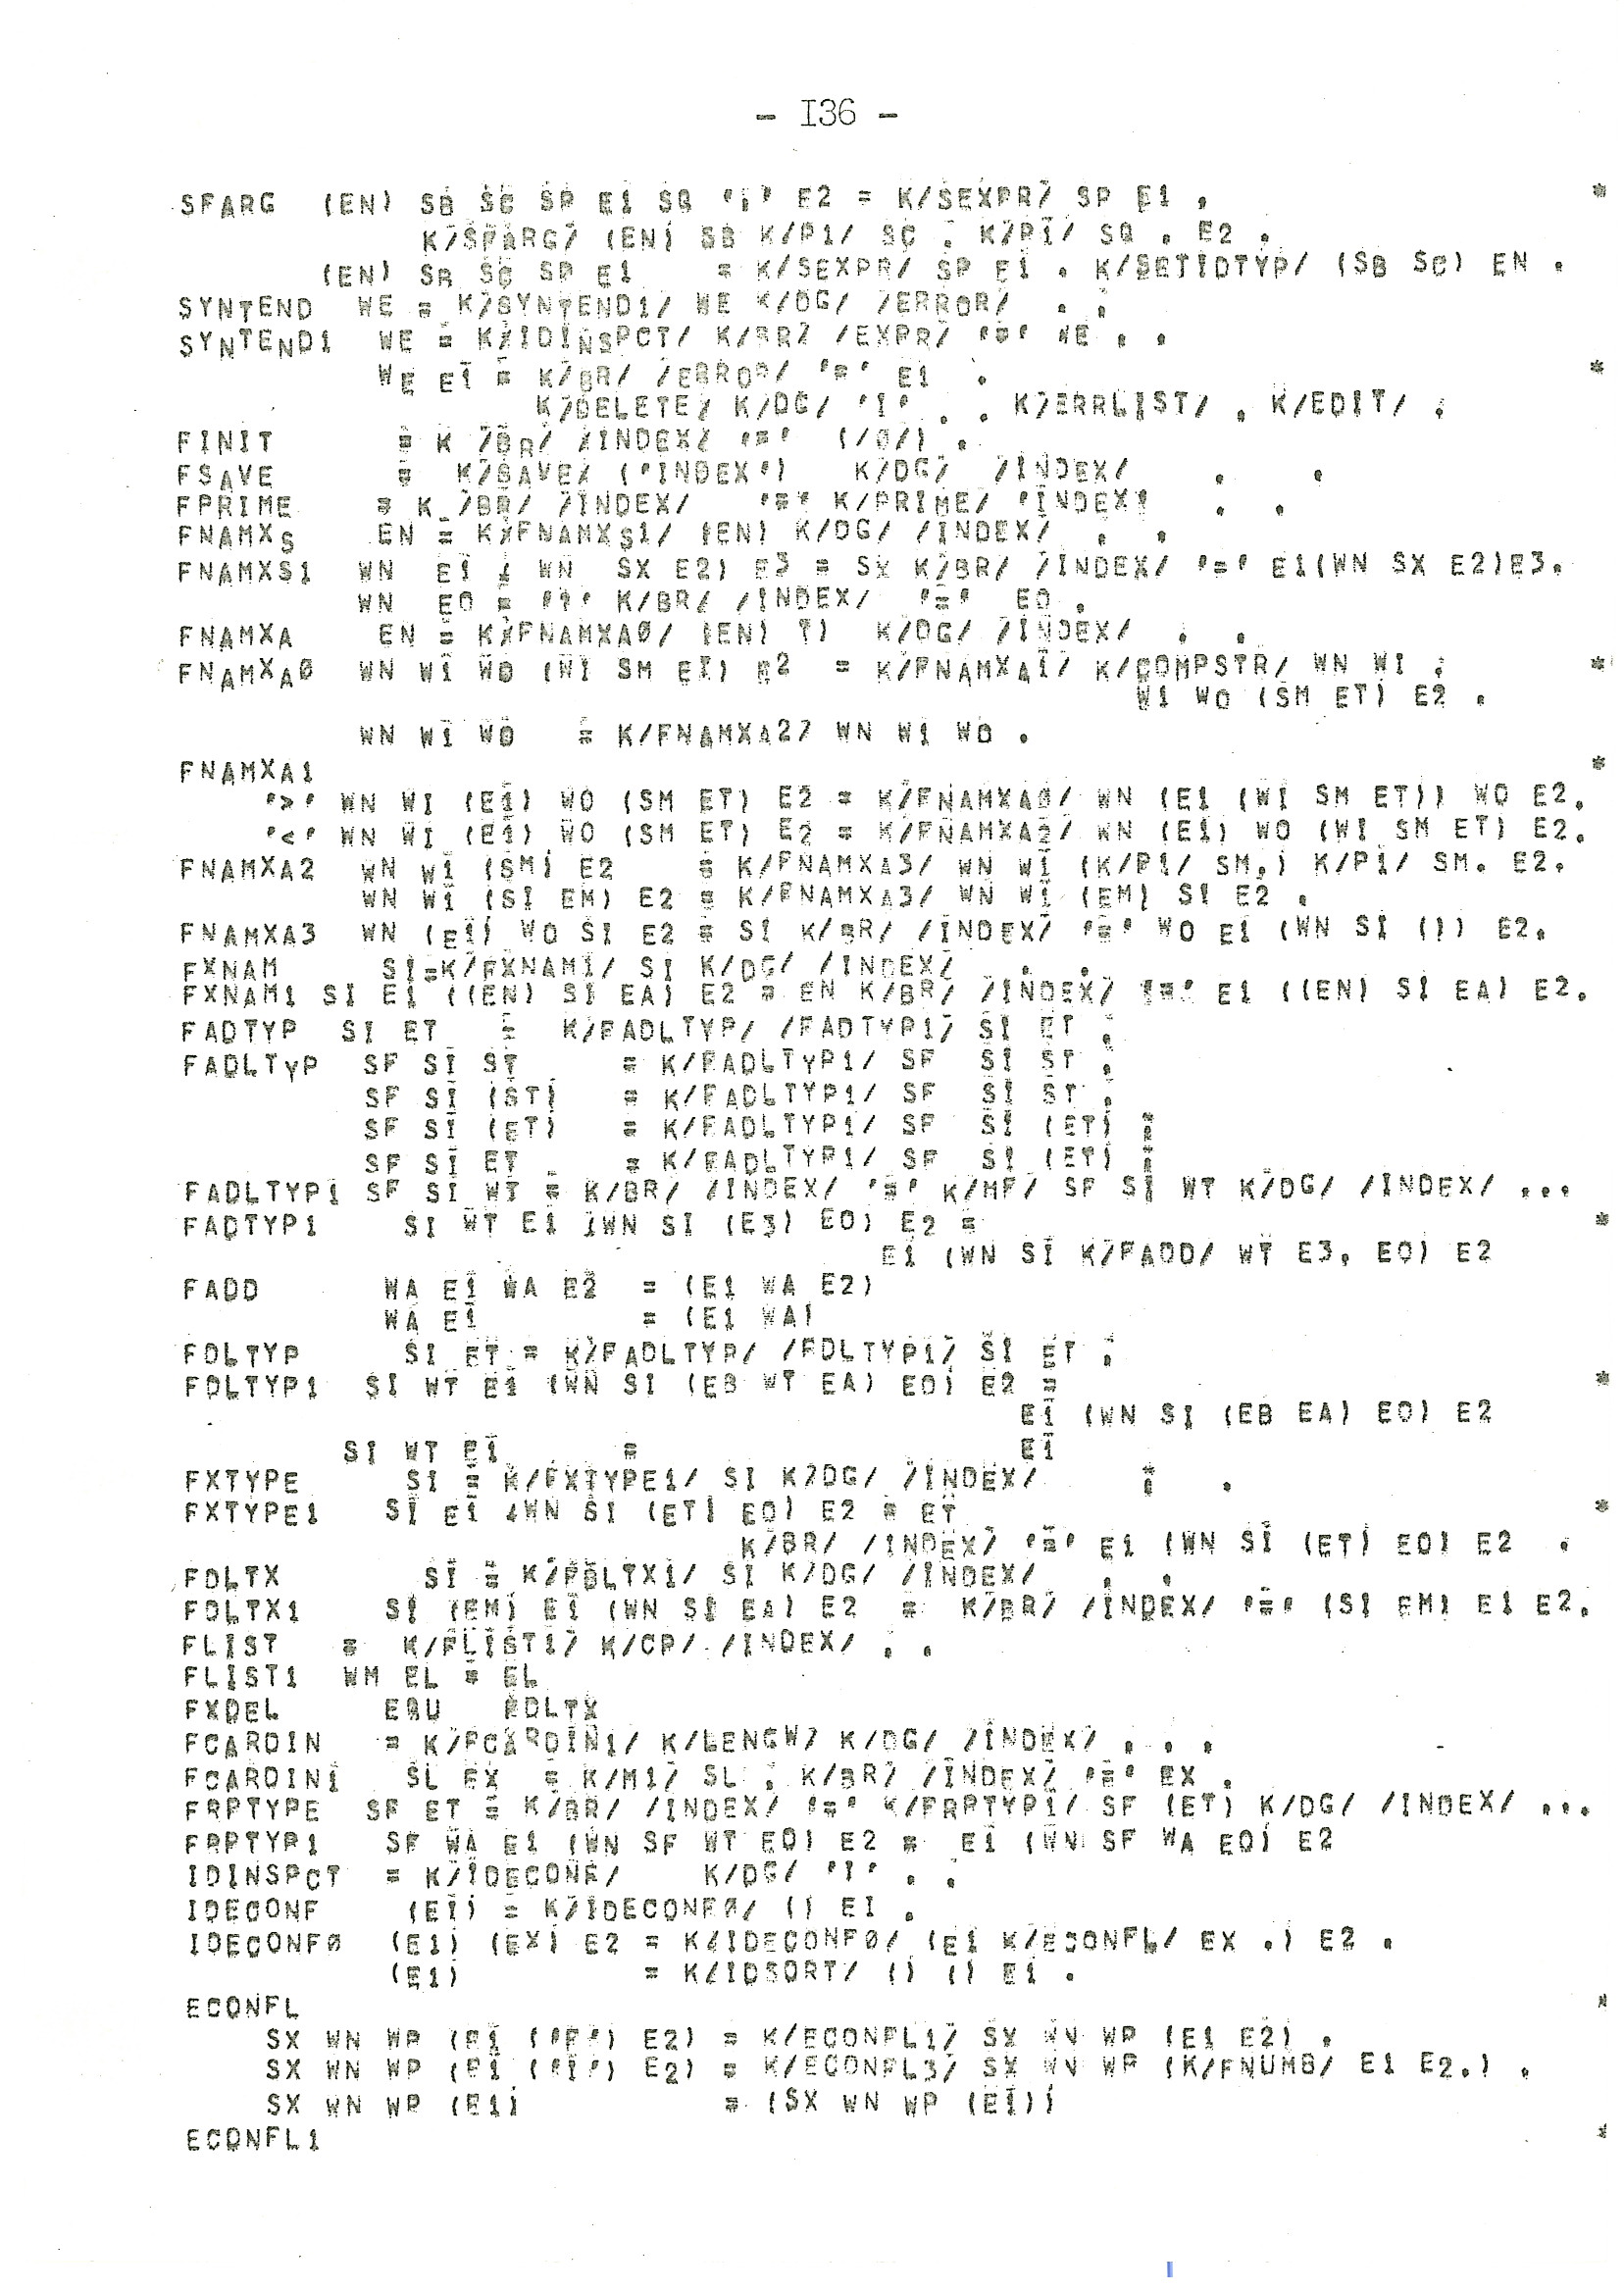 - I36 -
SFARG (EN) SB SC SP E1 SQ ',' E2 = K/SEXPR/ SP E1 . *
K/SFARG/ (EN) SB K/P1/ SC . K/P1/ SQ . E2 .
(EN) SB SC SP E1 = K/SEXPR/ SP E1 . K/SETIDTYP/ (SB SC) EN .
SYNTEND WE = K/SYNTEND1/ WE K/DG/ /ERROR/ . .
SYNTEND1 WE = K/IDINSPCT/ K/BR/ /EXPR/ '=' WE . .
WE E1 = K/BR/ /ERROR/ '=' E1 . *
K/DELETE/ K/DG/ 'I' . . K/ERRLIST/ . K/EDIT/ .
FINIT = K /BR/ /INDEX/ '=' (/0/) .
FSAVE = K/SAVE/ ('INDEX') K/DG/ /INDEX/ . .
FPRIME = K /BR/ /INDEX/ '=' K/PRIME/ 'INDEX' . .
FNAMXS EN = K/FNAMXS1/ (EN) K/DG/ /INDEX/ . .
FNAMXS1 WN E1 ( WN SX E2) E3 = SX K/BR/ /INDEX/ '=' E1(WN SX E2)E3.
WN E0 = '?' K/BR/ /INDEX/ '=' E0 .
FNAMXA EN = K/FNAMXA0/ (EN) () K/DG/ /INDEX/ . .
FNAMXA0 WN W1 W0 (WI SM ET) E2 = K/FNAMXA1/ K/COMPSTR/ WN WI . *
W1 W0 (SM ET) E2 .
WN W1 W0 = K/FNAMXA2/ WN W1 W0 .
FNAMXA1 *
'>' WN WI (E1) W0 (SM ET) E2 = K/FNAMXA0/ WN (E1 (WI SM ET)) W0 E2.
'<' WN WI (E1) W0 (SM ET) E2 = K/FNAMXA2/ WN (E1) W0 (WI SM ET) E2.
FNAMXA2 WN W1 (SM) E2 = K/FNAMXA3/ WN W1 (K/P1/ SM.) K/P1/ SM. E2.
WN W1 (SI EM) E2 = K/FNAMXA3/ WN W1 (EM) SI E2 .
FNAMXA3 WN (E1) W0 SI E2 = SI K/BR/ /INDEX/ '=' W0 E1 (WN SI ()) E2.
FXNAM SI=K/FXNAM1/ SI K/DG/ /INDEX/ . .
FXNAM1 SI E1 ((EN) SI EA) E2 = EN K/BR/ /INDEX/ '=' E1 ((EN) SI EA) E2.
FADTYP SI ET = K/FADLTYP/ /FADTYP1/ SI ET .
FADLTYP SF SI ST = K/FADLTYP1/ SF SI ST .
SF SI (ST) = K/FADLTYP1/ SF SI ST .
SF SI (ET) = K/FADLTYP1/ SF SI (ET) .
SF SI ET = K/FADLTYP1/ SF SI (ET) .
FADLTYP1 SF SI WT = K/BR/ /INDEX/ '=' K/MF/ SF SI WT K/DG/ /INDEX/ ...
FADTYP1 SI WT E1 (WN SI (E3) E0) E2 = *
E1 (WN SI K/FADD/ WT E3. E0) E2
FADD WA E1 WA E2 = (E1 WA E2)
WA E1 = (E1 WA)
FDLTYP SI ET = K/FADLTYP/ /FDLTYP1/ SI ET .
FDLTYP1 SI WT E1 (WN SI (EB WT EA) E0) E2 = *
E1 (WN SI (EB EA) E0) E2
SI WT E1 = E1
FXTYPE SI = K/FXTYPE1/ SI K/DG/ /INDEX/ . .
FXTYPE1 SI E1 (WN SI (ET) E0) E2 = ET *
K/BR/ /INDEX/ '=' E1 (WN SI (ET) E0) E2 .
FDLTX SI = K/FDLTX1/ SI K/DG/ /INDEX/ . .
FDLTX1 SI (EM) E1 (WN SI EA) E2 = K/BR/ /INDEX/ '=' (SI EM) E1 E2.
FLIST = K/FLIST1/ K/CP/ /INDEX/ . .
FLIST1 WM EL = EL
FXDEL EQU FDLTX
FCARDIN = K/FCARDIN1/ K/LENGW/ K/DG/ /INDEX/ . . .
FCARDIN1 SL EX = K/M1/ SL . K/BR/ /INDEX/ '=' EX .
FRPTYPE SF ET = K/BR/ /INDEX/ '=' K/FRPTYP1/ SF (ET) K/DG/ /INDEX/ ...
FRPTYP1 SF WA E1 (WN SF WT E0) E2 = E1 (WN SF WA E0) E2
IDINSPCT = K/IDECONF/ K/DG/ 'I' . .
IDECONF (E1) = K/IDECONF0/ () E1 .
IDECONF0 (E1) (EX) E2 = K/IDECONF0/ (E1 K/ECONFL/ EX .) E2 .
(E1) = K/IDSORT/ () () E1 .
ECONFL *
SX WN WP (E1 ('F') E2) = K/ECONFL1/ SX WN WP (E1 E2) .
SX WN WP (E1 ('I') E2) = K/ECONFL3/ SX WN WP (K/FNUMB/ E1 E2.) .
SX WN WP (E1) = (SX WN WP (E1))
ECONFL1 *